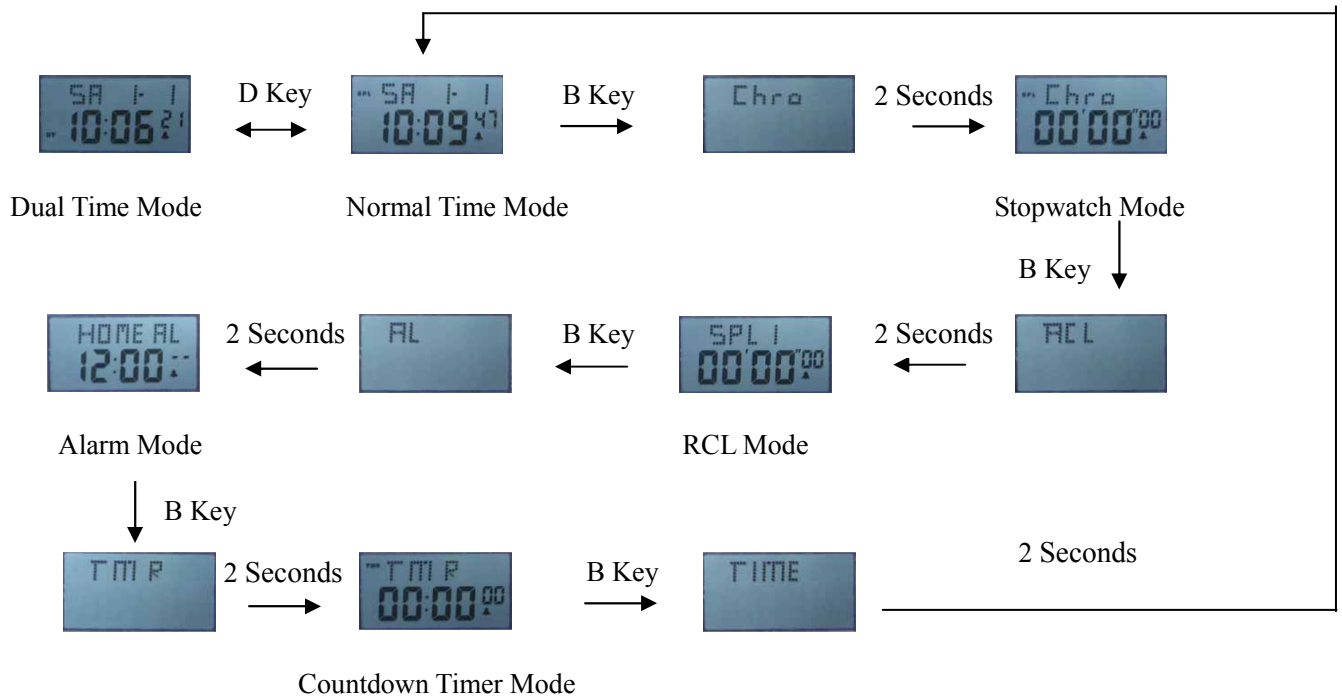 D Key
B Key
2 Seconds
SA 1- 1
10:06 21
SA 1- 1
10:09 47
Chro
Chro
00'00"00
Dual Time Mode
Normal Time Mode
Stopwatch Mode
B Key
2 Seconds
B Key
2 Seconds
HOME AL
12:00 --
AL
SPL 1
00'00"00
RCL
Alarm Mode
RCL Mode
B Key
2 Seconds
B Key
2 Seconds
TMR
TMR
00:00 00
TIME
Countdown Timer Mode